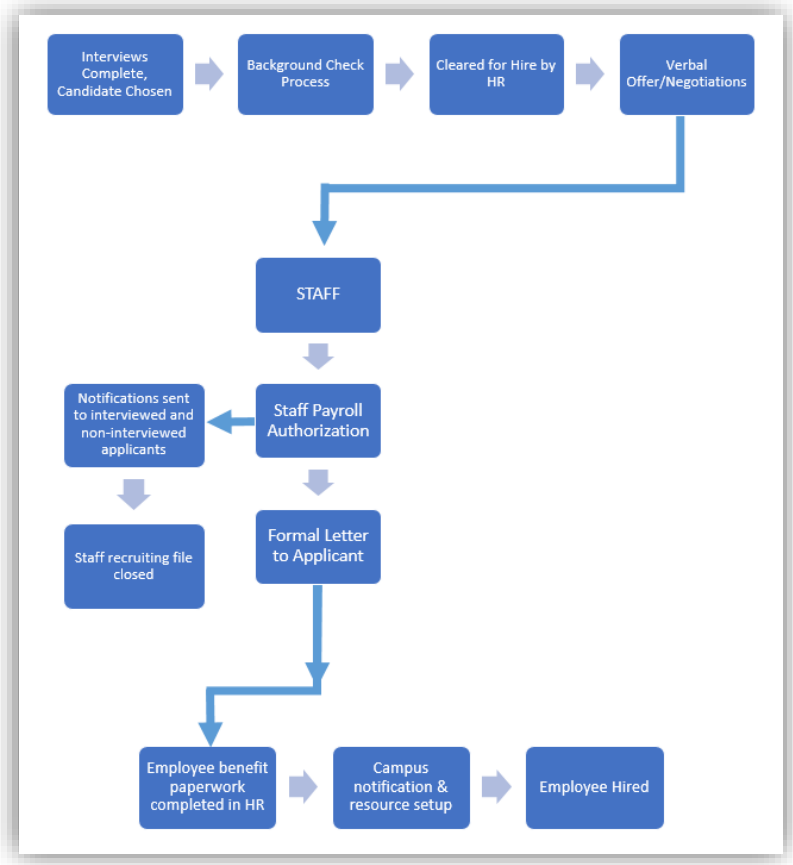 Interviews
Complete,
Candidate Chosen
Background Check
Process
Cleared for Hire by
HR
Verbal
Offer/Negotiations
STAFF
Notifications sent
to interviewed and
non-interviewed
applicants
Staff Payroll
Authorization
Staff recruiting file
closed
Formal Letter
to Applicant
Employee benefit
paperwork
completed in HR
Campus
notification &
resource setup
Employee Hired